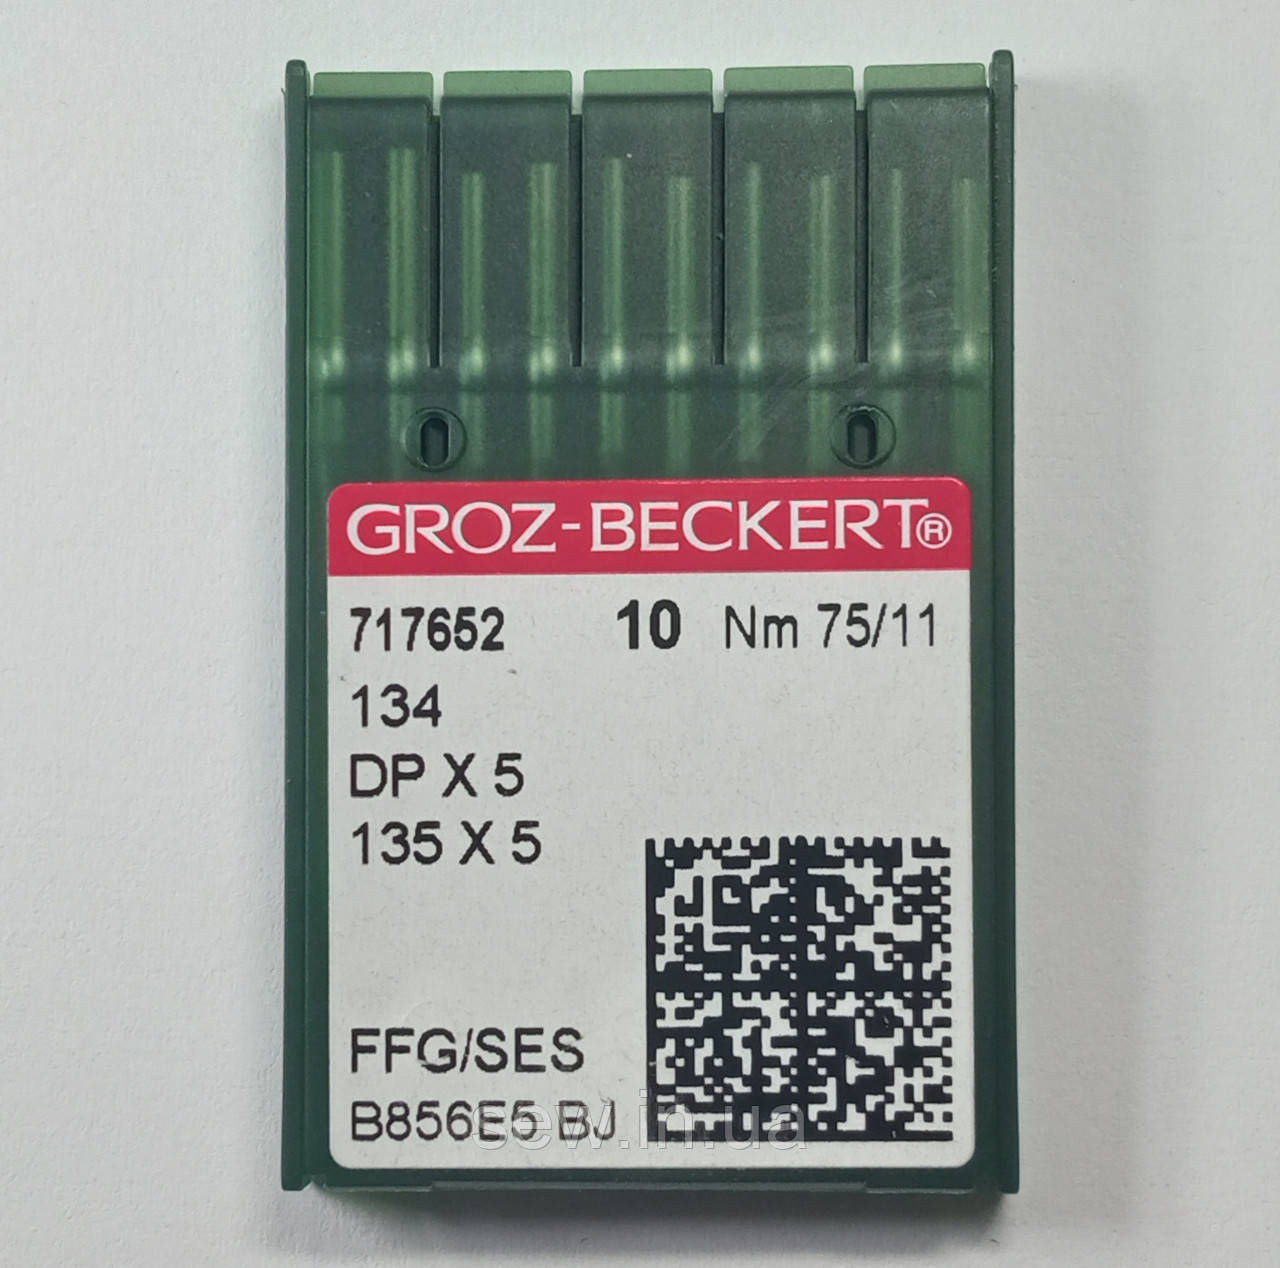 GROZ-BECKERT®
717652 10 Nm 75/11
134
DP X 5
135 X 5
FFG/SES
B856E5 BJ
sew.in.ua